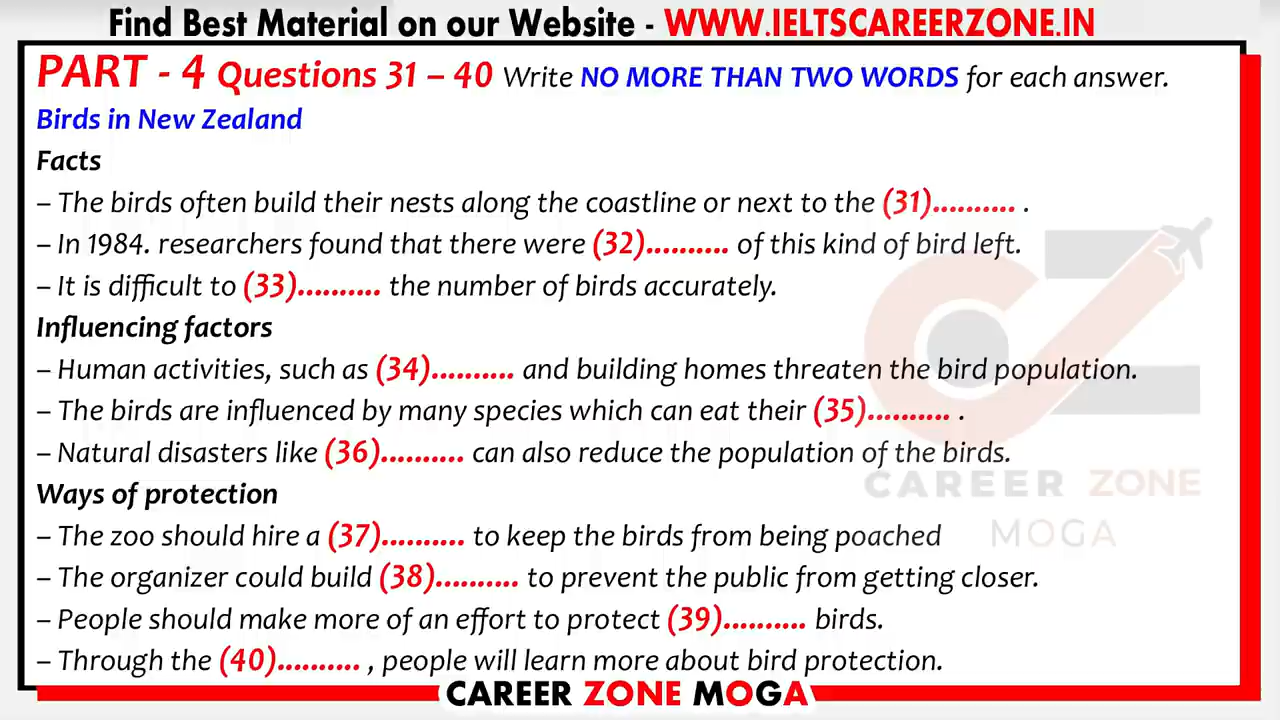 Find Best Material on our Website - WWW.IELTSCAREERZONE.IN
PART - 4 Questions 31 – 40 Write NO MORE THAN TWO WORDS for each answer.
Birds in New Zealand
Facts
– The birds often build their nests along the coastline or next to the (31).......... .
– In 1984. researchers found that there were (32).......... of this kind of bird left.
– It is difficult to (33).......... the number of birds accurately.
Influencing factors
– Human activities, such as (34).......... and building homes threaten the bird population.
– The birds are influenced by many species which can eat their (35).......... .
– Natural disasters like (36).......... can also reduce the population of the birds.
CAREER ZONE
MOGA
Ways of protection
– The zoo should hire a (37).......... to keep the birds from being poached
– The organizer could build (38).......... to prevent the public from getting closer.
– People should make more of an effort to protect (39).......... birds.
– Through the (40).......... , people will learn more about bird protection.
CAREER ZONE MOGA